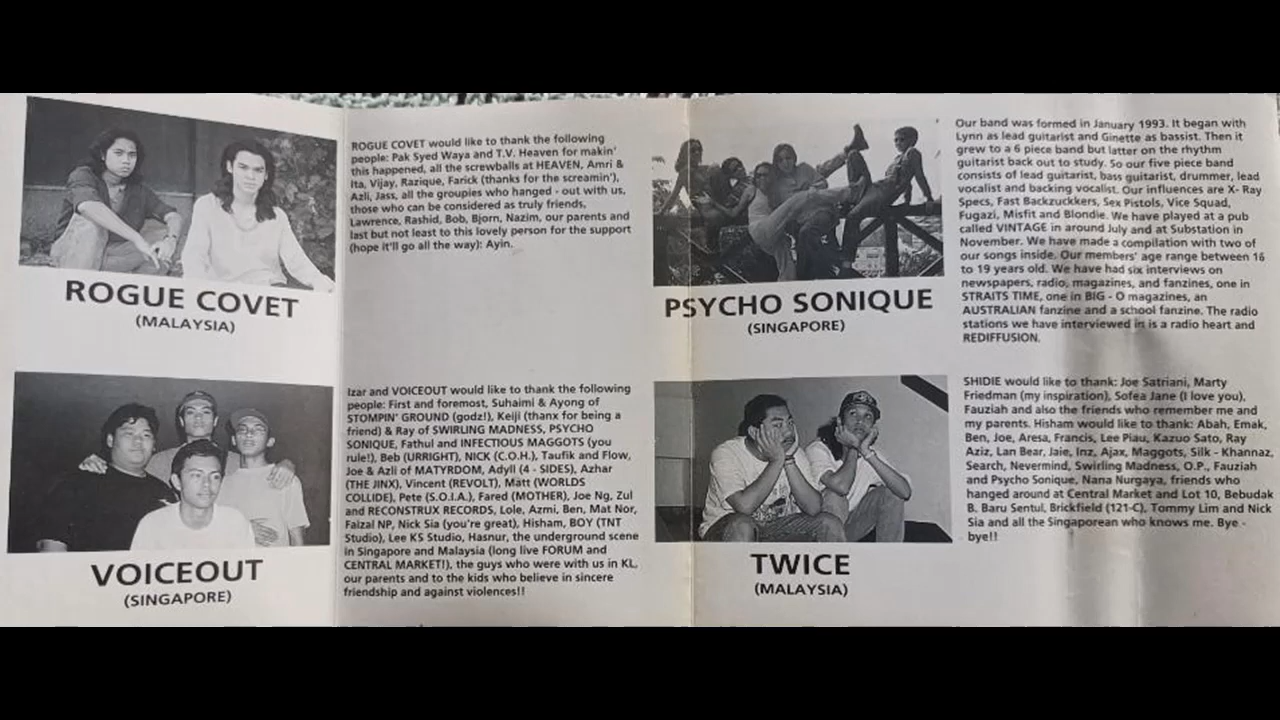 ROGUE COVET
(MALAYSIA)
ROGUE COVET would like to thank the following
people: Pak Syed Waya and T.V. Heaven for makin'
this happened, all the screwballs at HEAVEN, Amri &
Ita, Vijay, Razique, Farick (thanks for the screamin'),
Azli, Jass, all the groupies who hanged - out with us,
those who can be considered as truly friends,
Lawrence, Rashid, Bob, Bjorn, Nazim, our parents and
last but not least to this lovely person for the support
(hope it'll go all the way): Ayin.
VOICEOUT
(SINGAPORE)
Izar and VOICEOUT would like to thank the following
people: First and foremost, Suhaimi & Ayong of
STOMPIN' GROUND (godz!), Keiji (thanx for being a
friend) & Ray of SWIRLING MADNESS, PSYCHO
SONIQUE, Fathul and INFECTIOUS MAGGOTS (you
rule!), Beb (URRIGHT), NICK (C.O.H.), Taufik and Flow,
Joe & Azli of MATYRDOM, Adyll (4 - SIDES), Azhar
(THE JINX), Vincent (REVOLT), Matt (WORLDS
COLLIDE), Pete (S.O.I.A.), Fared (MOTHER), Joe Ng, Zul
and RECONSTRUX RECORDS, Lole, Azmi, Ben, Mat Nor,
Faizal NP, Nick Sia (you're great), Hisham, BOY (TNT
Studio), Lee KS Studio, Hasnur, the underground scene
in Singapore and Malaysia (long live FORUM and
CENTRAL MARKET!), the guys who were with us in KL,
our parents and to the kids who believe in sincere
friendship and against violences!!
PSYCHO SONIQUE
(SINGAPORE)
Our band was formed in January 1993. It began with
Lynn as lead guitarist and Ginette as bassist. Then it
grew to a 6 piece band but latter on the rhythm
guitarist back out to study. So our five piece band
consists of lead guitarist, bass guitarist, drummer, lead
vocalist and backing vocalist. Our influences are X- Ray
Specs, Fast Backzuckkers, Sex Pistols, Vice Squad,
Fugazi, Misfit and Blondie. We have played at a pub
called VINTAGE in around July and at Substation in
November. We have made a compilation with two of
our songs inside. Our members' age range between 16
to 19 years old. We have had six interviews on
newspapers, radio, magazines, and fanzines, one in
STRAITS TIME, one in BIG - O magazines, an
AUSTRALIAN fanzine and a school fanzine. The radio
stations we have interviewed in is a radio heart and
REDIFFUSION.
TWICE
(MALAYSIA)
SHIDIE would like to thank: Joe Satriani, Marty
Friedman (my inspiration), Sofea Jane (I love you),
Fauziah and also the friends who remember me and
my parents. Hisham would like to thank: Abah, Emak,
Ben, Joe, Aresa, Francis, Lee Piau, Kazuo Sato, Ray
Aziz, Lan Bear, Jaie, Inz, Ajax, Maggots, Silk - Khannaz,
Search, Nevermind, Swirling Madness, O.P., Fauziah
and Psycho Sonique, Nana Nurgaya, friends who
hanged around at Central Market and Lot 10, Bebudak
B. Baru Sentul, Brickfield (121-C), Tommy Lim and Nick
Sia and all the Singaporean who knows me. Bye -
bye!!